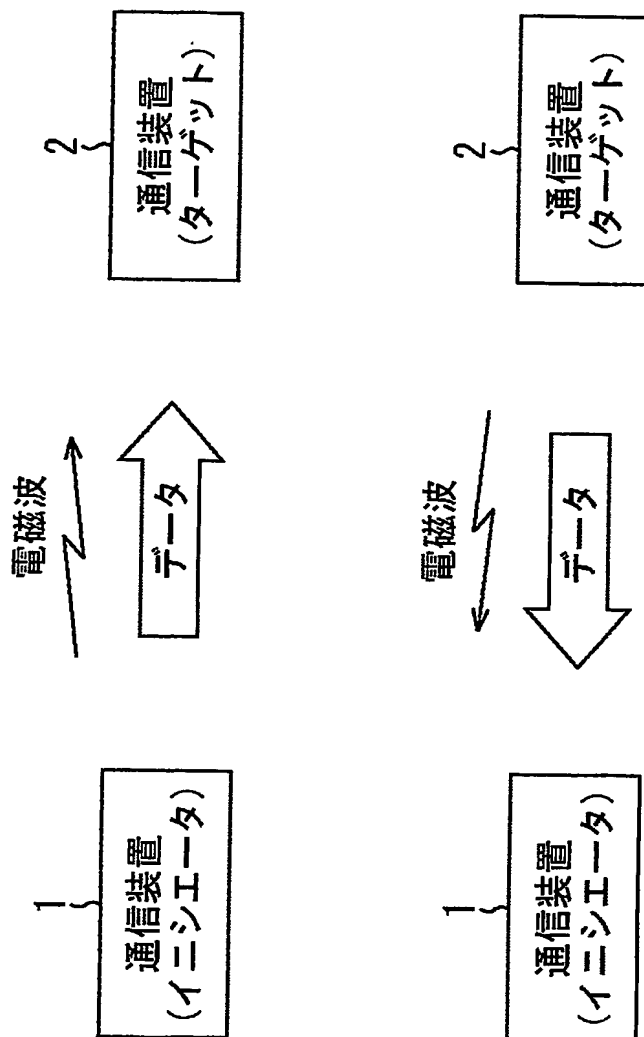 1
通信装置
(イニシエータ)
電磁波
データ
2
通信装置
(ターゲット)
1
通信装置
(イニシエータ)
電磁波
データ
2
通信装置
(ターゲット)